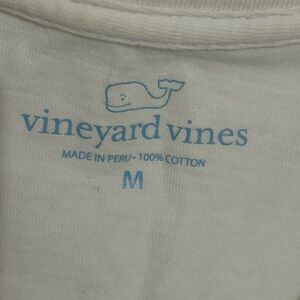 vineyard vines
MADE IN PERU • 100% COTTON
M